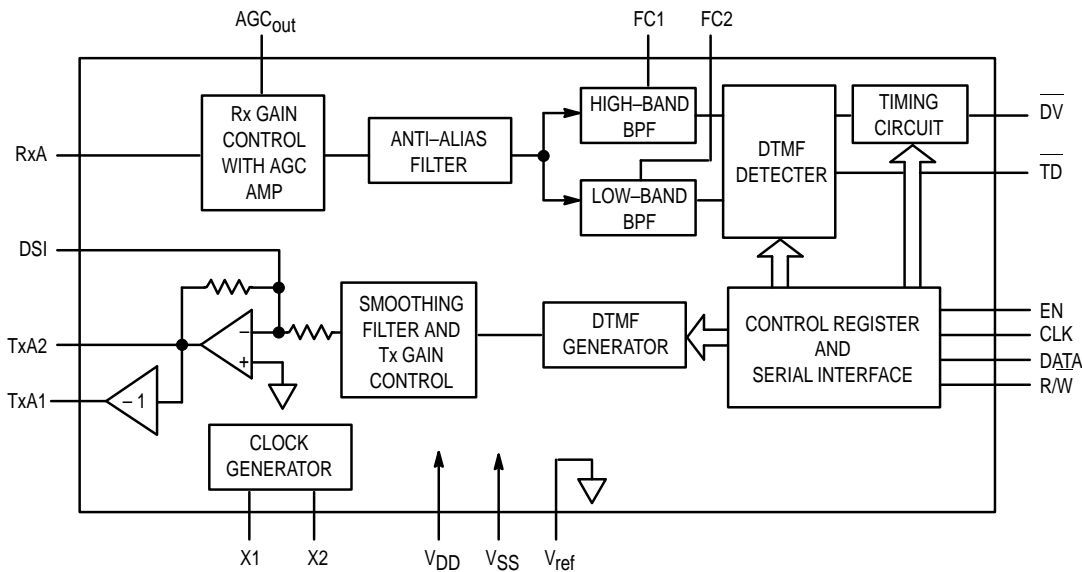 AGCout
FC1
FC2
RxA
Rx GAIN
CONTROL
WITH AGC
AMP
ANTI–ALIAS
FILTER
HIGH–BAND
BPF
LOW–BAND
BPF
DTMF
DETECTER
TIMING
CIRCUIT
DV
TD
DSI
TxA2
TxA1
–
+
– 1
SMOOTHING
FILTER AND
Tx GAIN
CONTROL
DTMF
GENERATOR
CONTROL REGISTER
AND
SERIAL INTERFACE
EN
CLK
DATA
R/W
CLOCK
GENERATOR
X1
X2
VDD
VSS
Vref